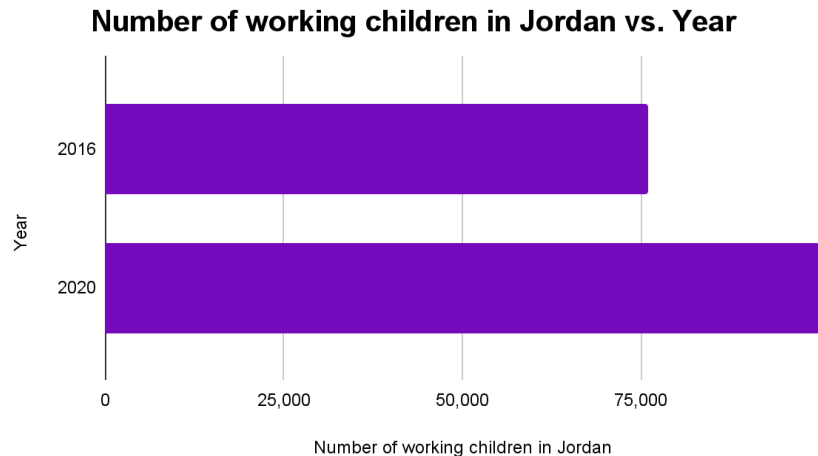 Number of working children in Jordan vs. Year
Year
2016
2020
0
25,000
50,000
75,000
Number of working children in Jordan